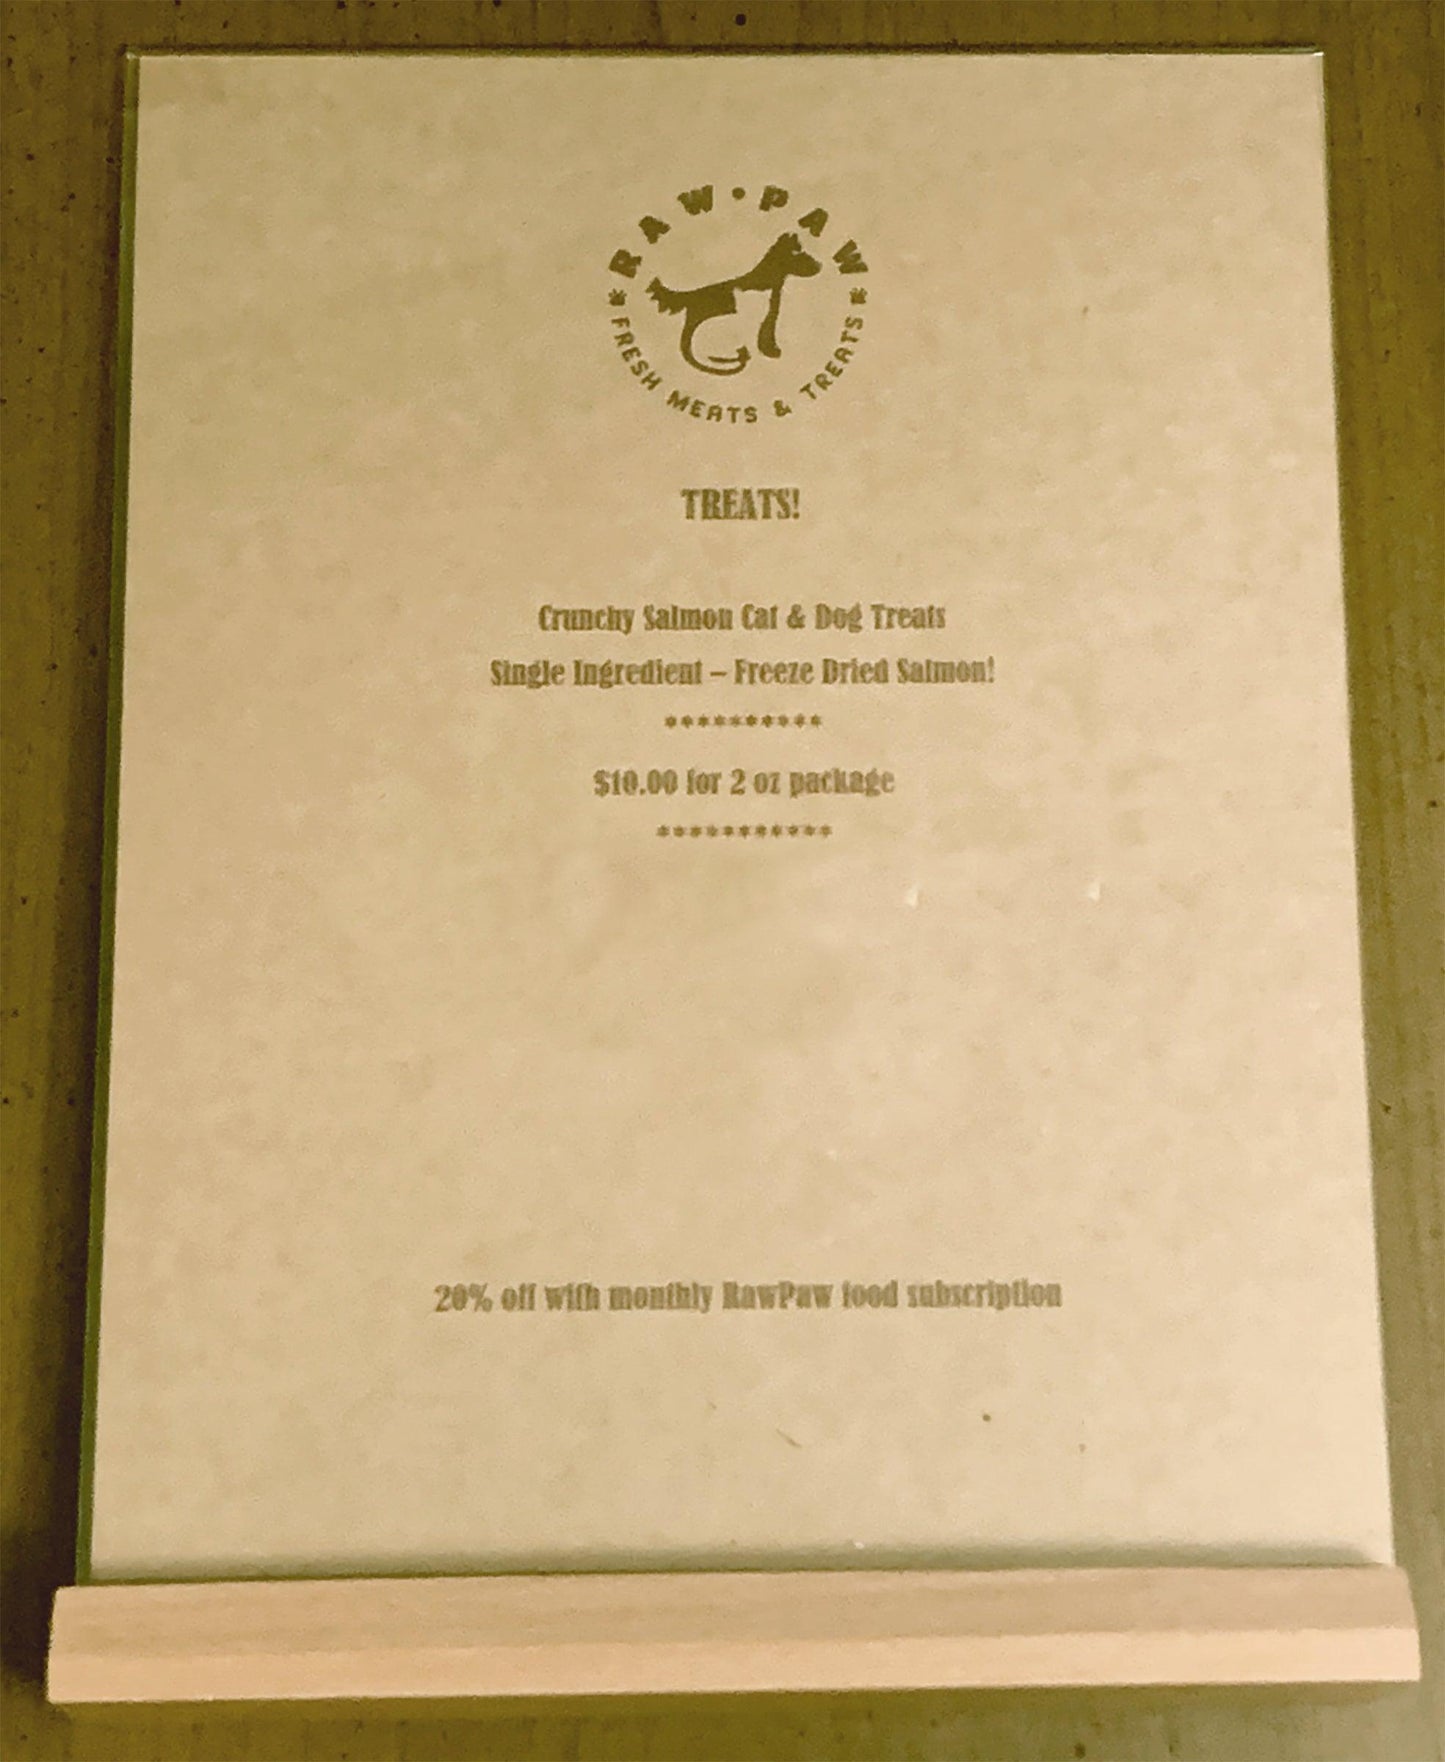 RAW • PAW
FRESH MEATS & TREATS
TREATS!
Crunchy Salmon Cat & Dog Treats
Single Ingredient – Freeze Dried Salmon!
**********
$10.00 for 2 oz package
***********
20% off with monthly RawPaw food subscription